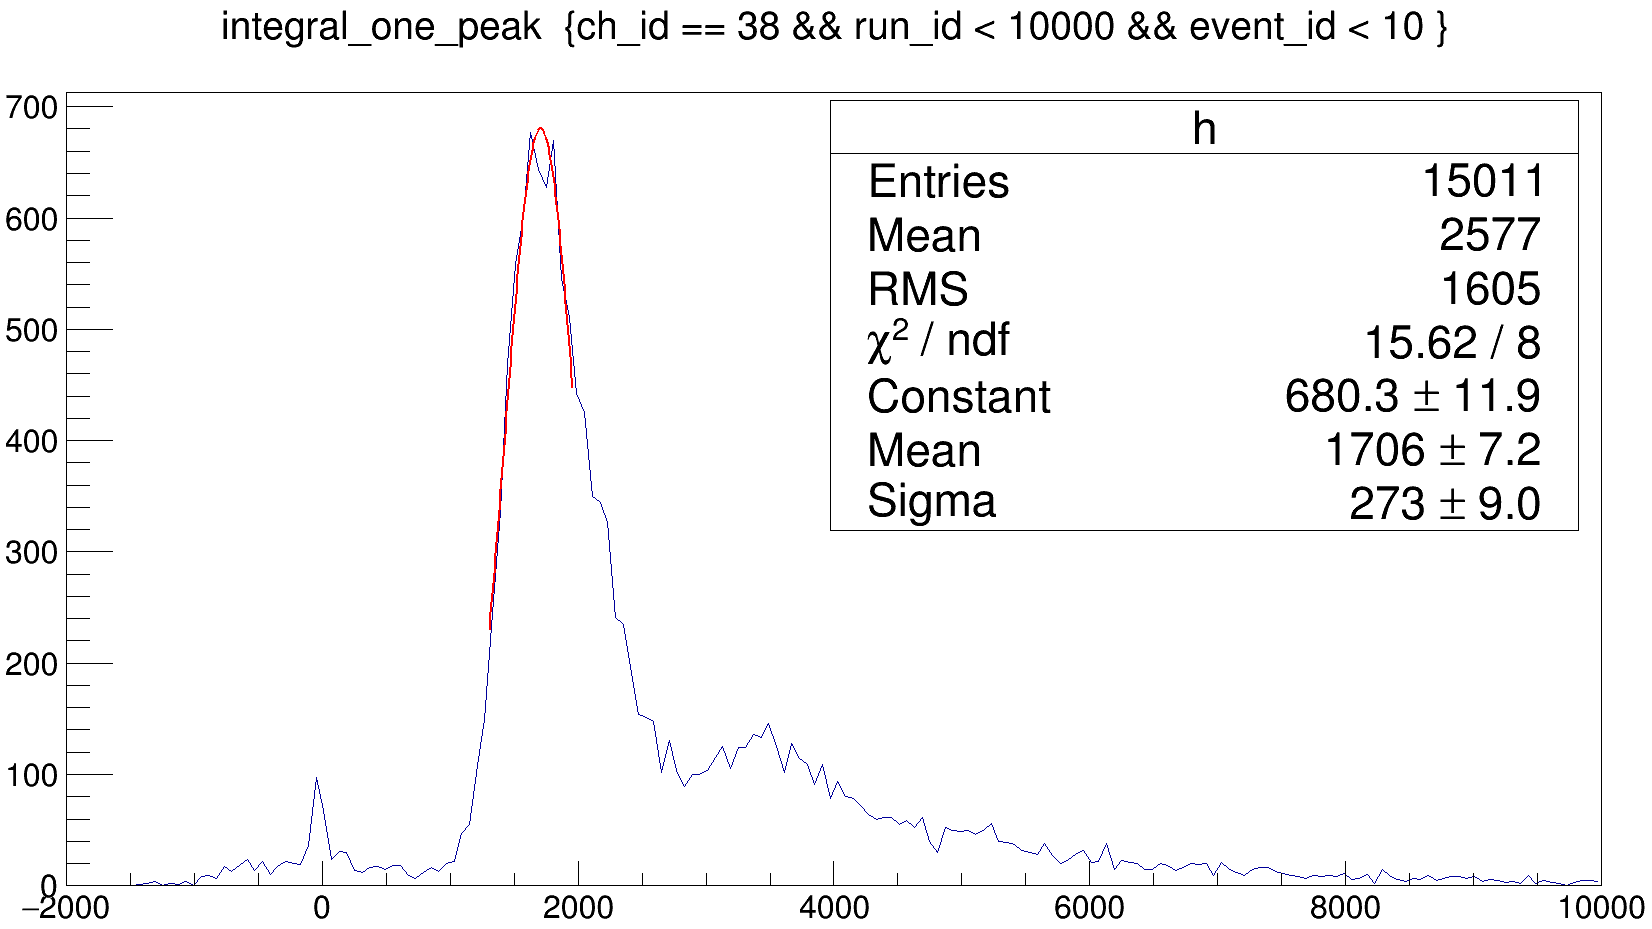 integral_one_peak {ch_id == 38 && run_id < 10000 && event_id < 10 }
h
Entries 15011
Mean 2577
RMS 1605
χ² / ndf 15.62 / 8
Constant 680.3 ± 11.9
Mean 1706 ± 7.2
Sigma 273 ± 9.0
700
600
500
400
300
200
100
0
−2000 0 2000 4000 6000 8000 10000